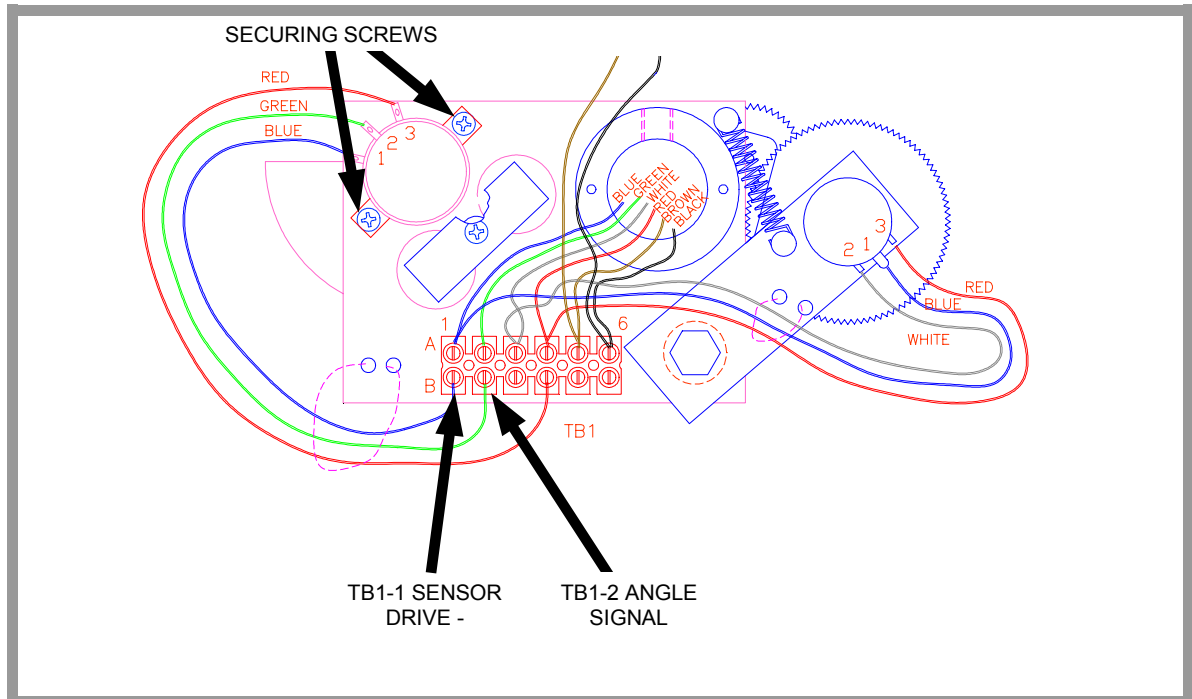 SECURING SCREWS
RED
GREEN
BLUE
1
2
3
BLUE
GREEN
WHITE
RED
BROWN
BLACK
3
1
2
RED
BLUE
WHITE
1
6
A
B
TB1
TB1-1 SENSOR
DRIVE -
TB1-2 ANGLE
SIGNAL